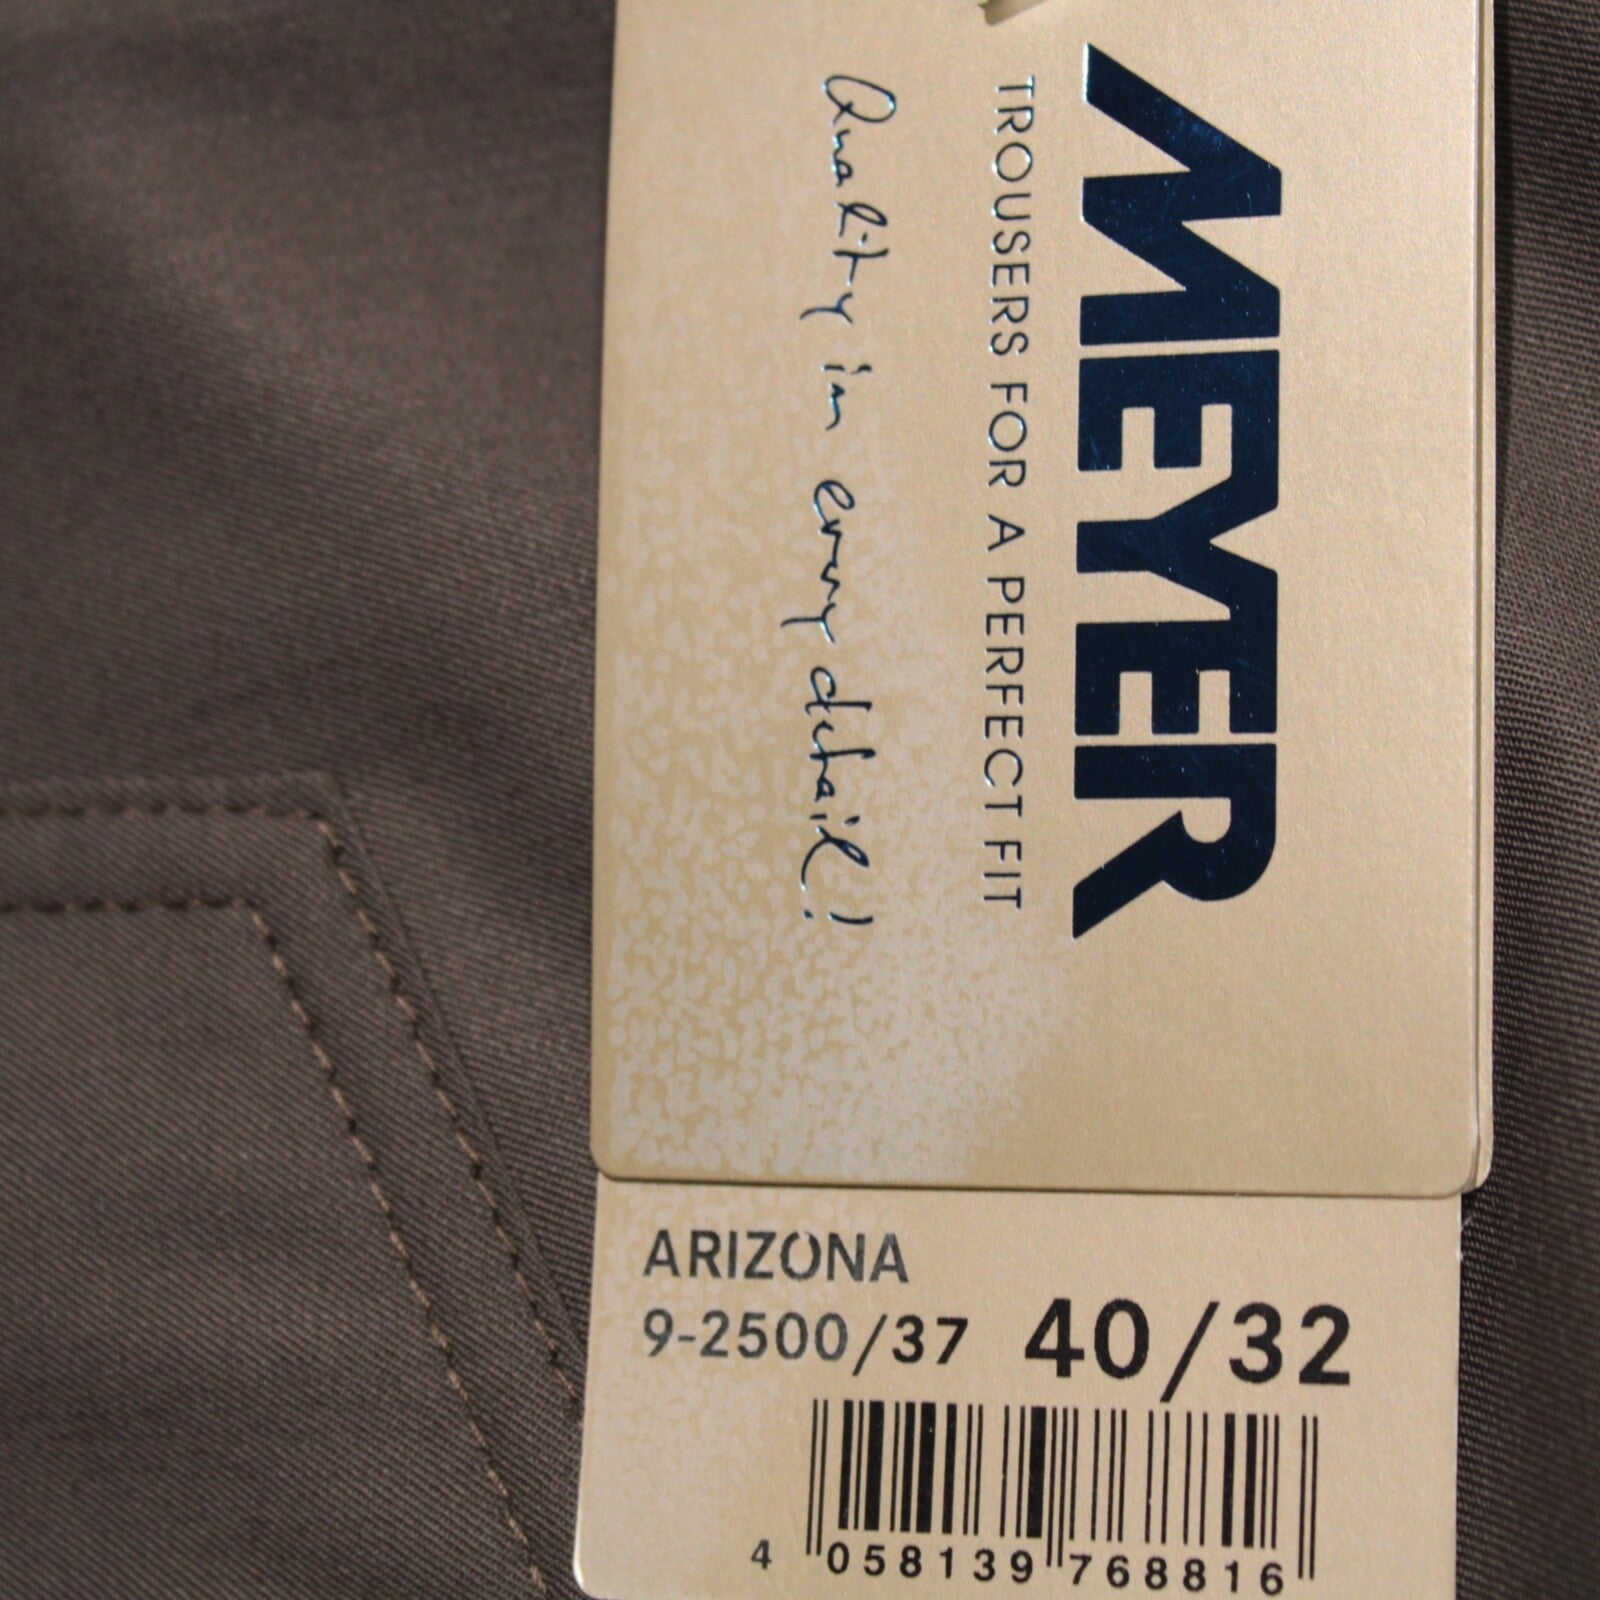 MEYER
TROUSERS FOR A PERFECT FIT
Quality in every detail!
ARIZONA
9-2500/37 40/32
4 058139 768816